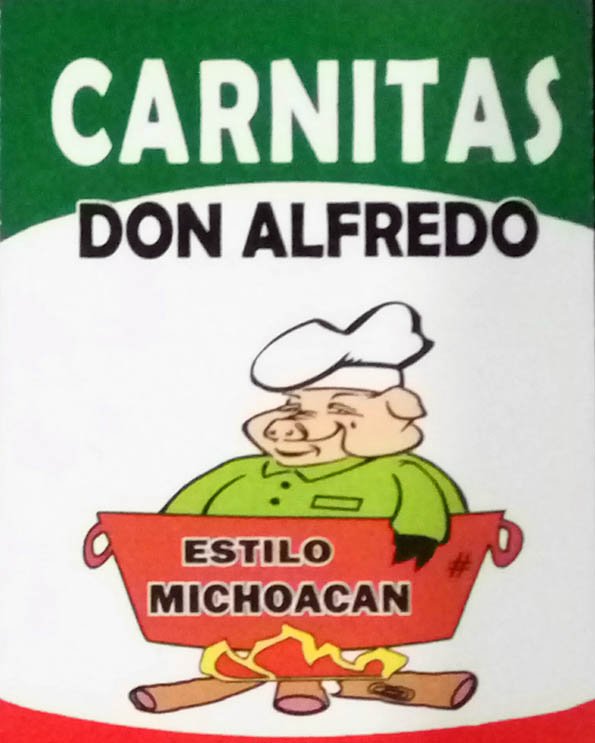 CARNITAS
DON ALFREDO
ESTILO
MICHOACAN
#